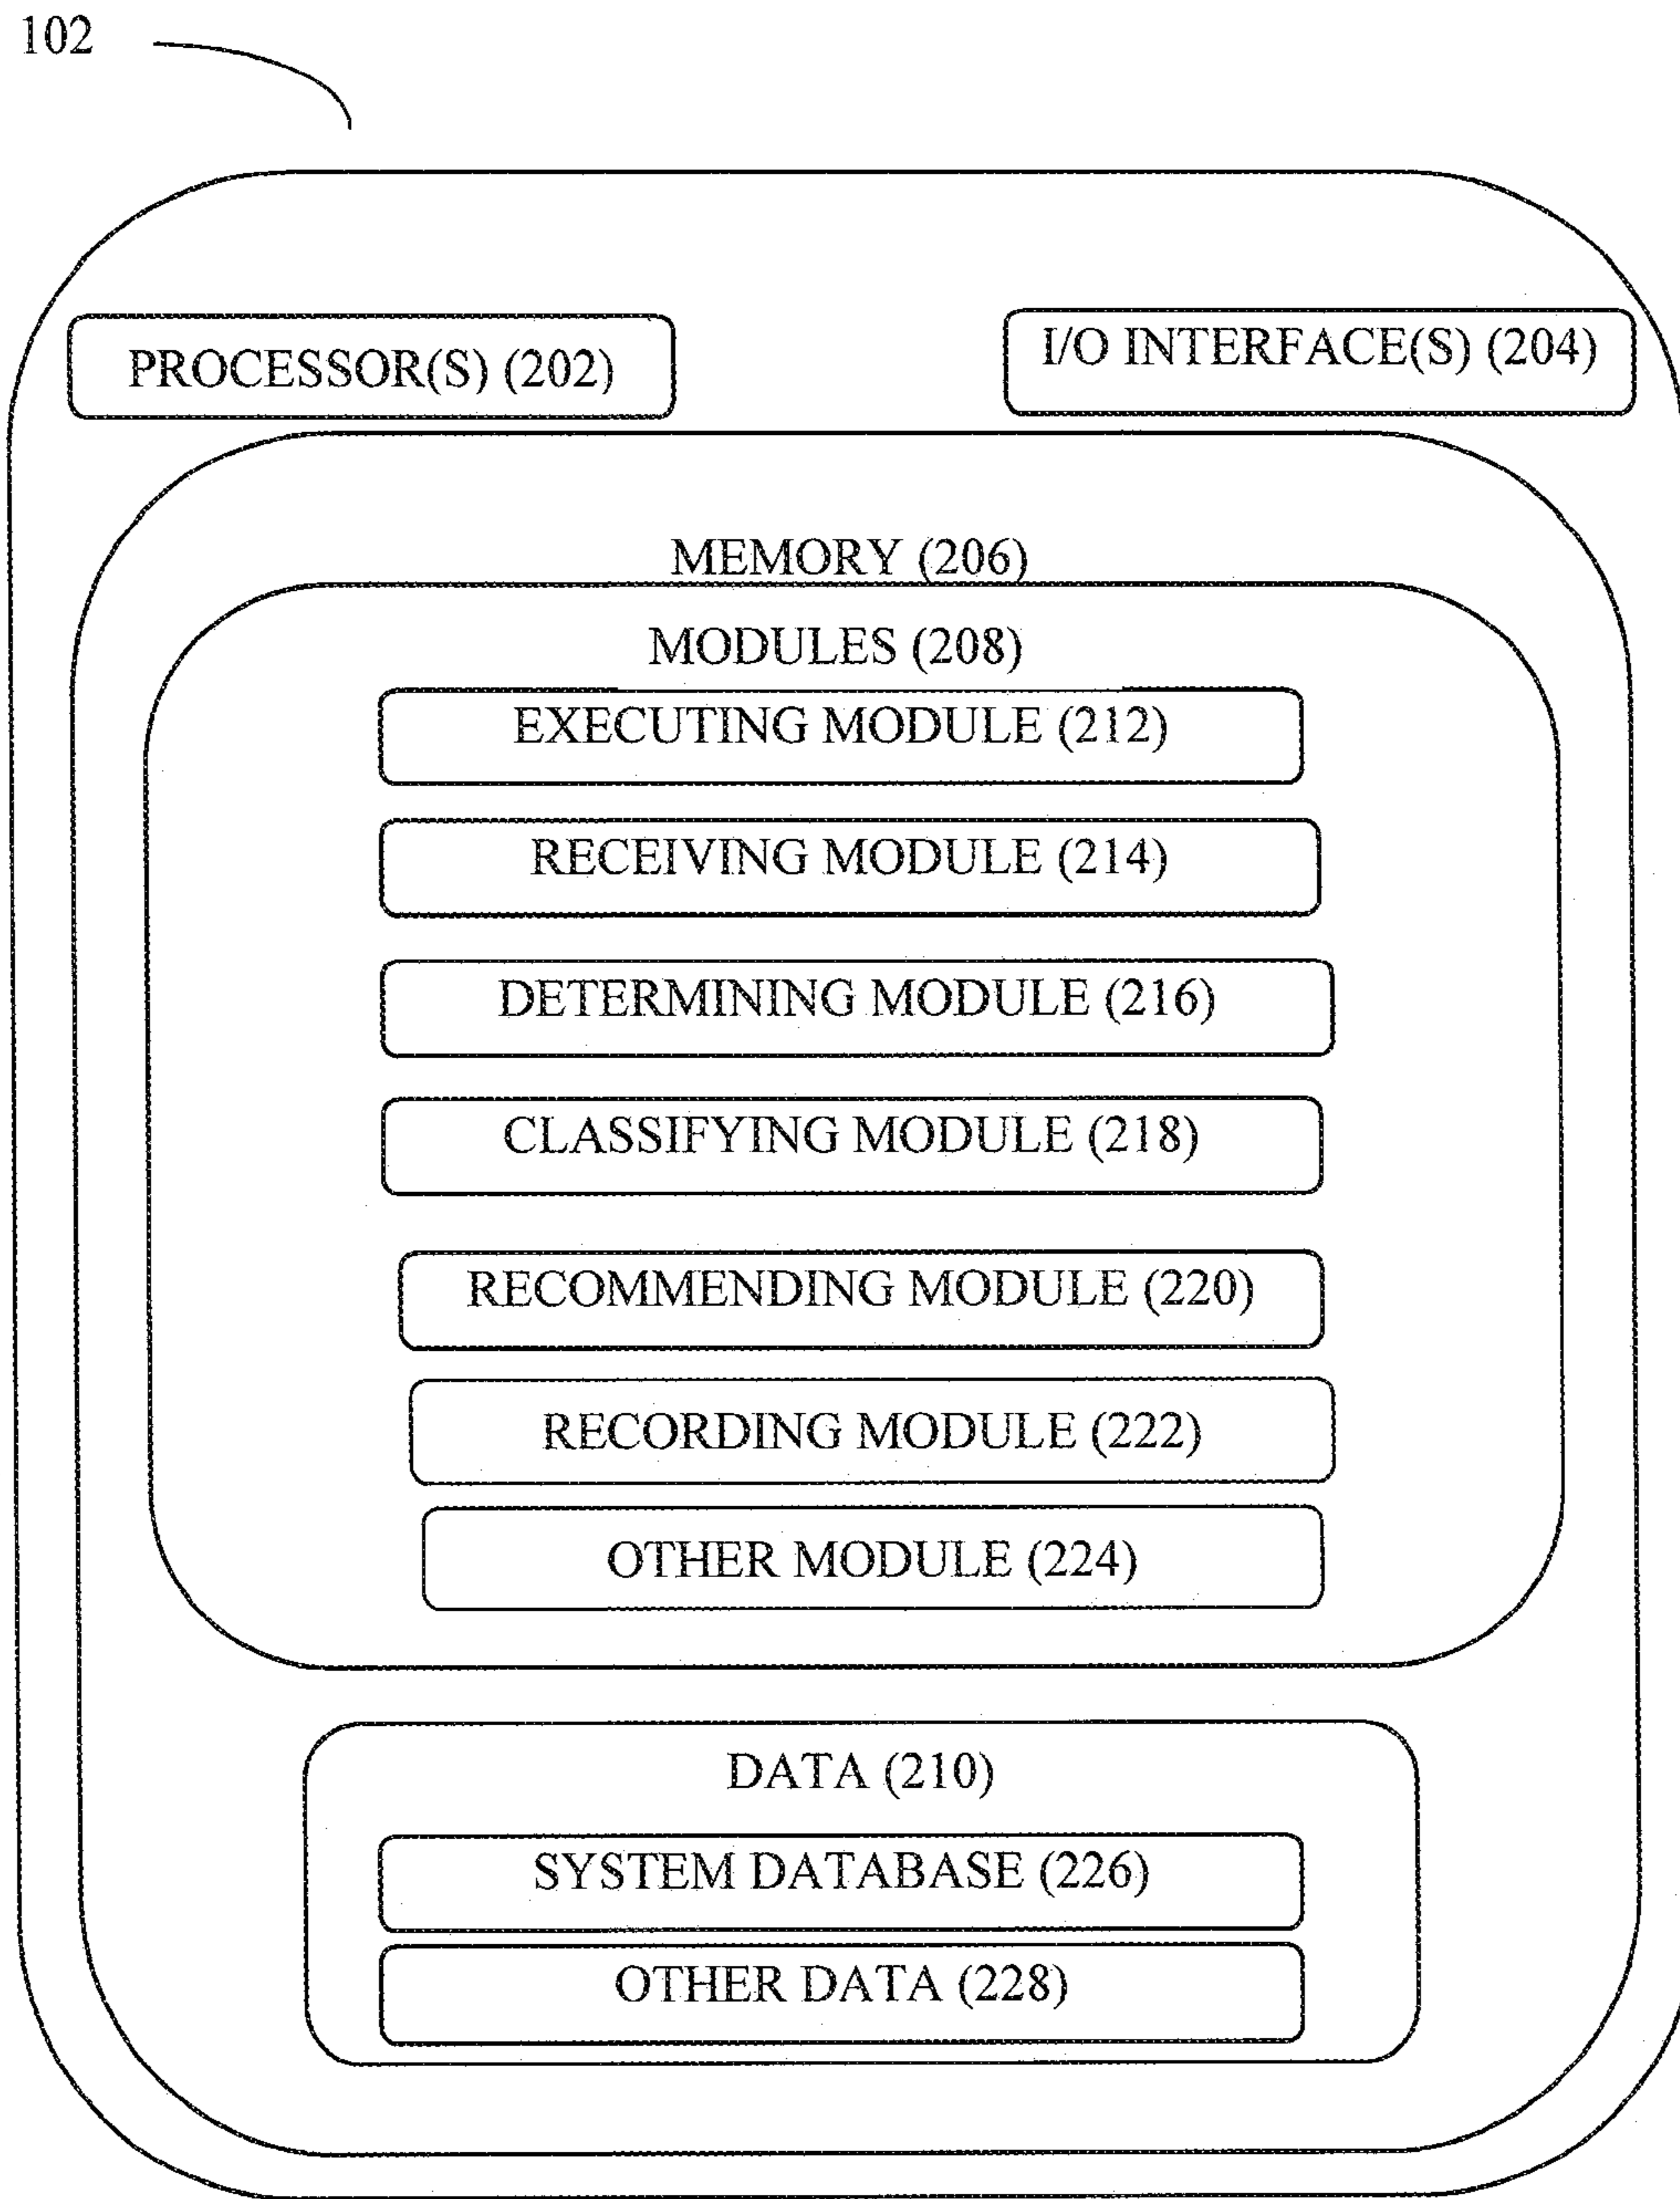 102
PROCESSOR(S) (202)
I/O INTERFACE(S) (204)
MEMORY (206)
MODULES (208)
EXECUTING MODULE (212)
RECEIVING MODULE (214)
DETERMINING MODULE (216)
CLASSIFYING MODULE (218)
RECOMMENDING MODULE (220)
RECORDING MODULE (222)
OTHER MODULE (224)
DATA (210)
SYSTEM DATABASE (226)
OTHER DATA (228)